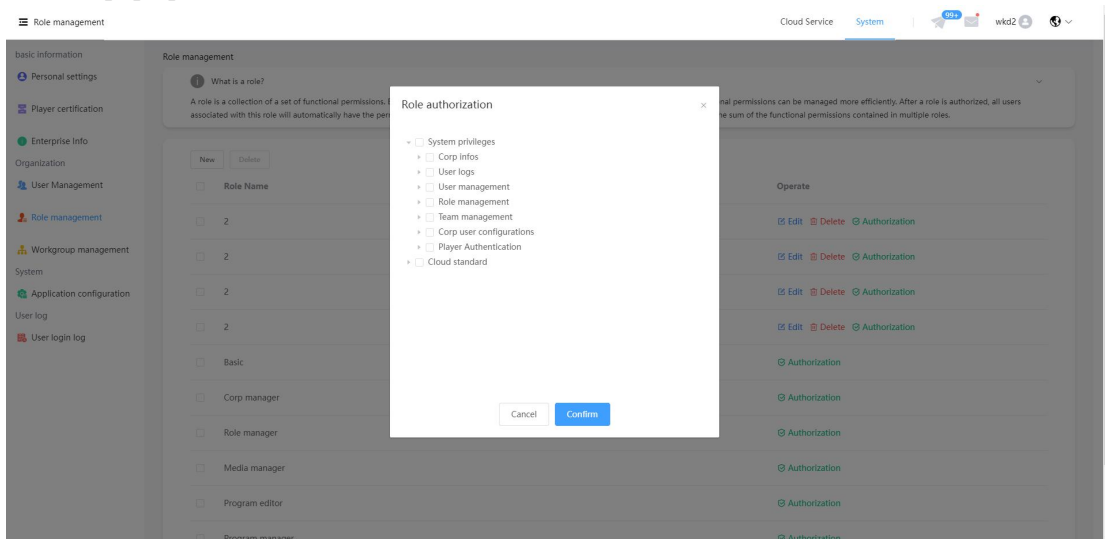 Role management
Cloud Service System 99+ wkd2
basic information
Personal settings
Player certification
Enterprise Info
Organization
User Management
Role management
Workgroup management
System
Application configuration
User log
User login log
Role management
What is a role?
A role is a collection of a set of functional permissions.
nal permissions can be managed more efficiently. After a role is authorized, all users
associated with this role will automatically have the per
e sum of the functional permissions contained in multiple roles.
New Delete
Role Name Operate
2 Edit Delete Authorization
2 Edit Delete Authorization
2 Edit Delete Authorization
2 Edit Delete Authorization
Basic Authorization
Corp manager Authorization
Role manager Authorization
Media manager Authorization
Program editor Authorization
Program manager Authorization
Role authorization
System privileges
Corp infos
User logs
User management
Role management
Team management
Corp user configurations
Player Authentication
Cloud standard
Cancel Confirm